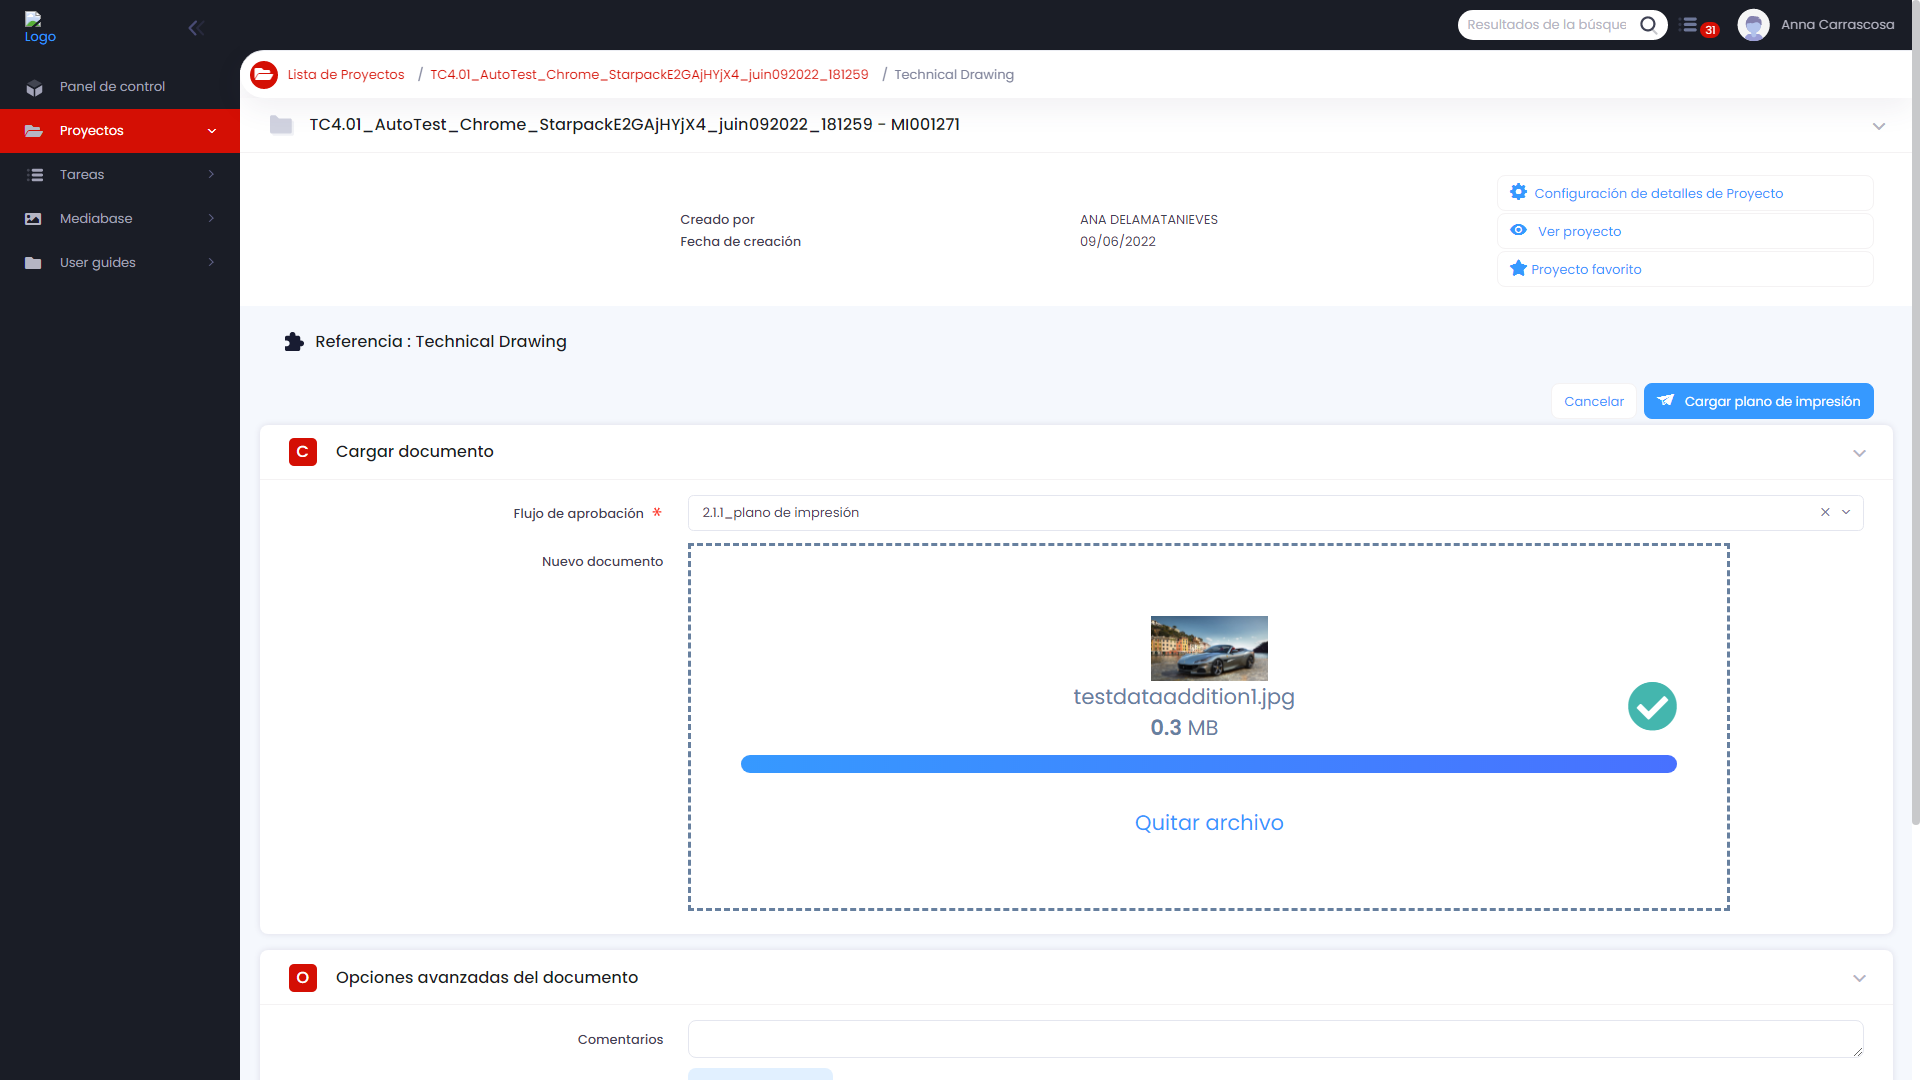 Logo
Resultados de la búsque
31
Anna Carrascosa
Panel de control
Proyectos
Tareas
Mediabase
User guides
Lista de Proyectos / TC4.01_AutoTest_Chrome_StarpackE2GAjHYjX4_juin092022_181259 / Technical Drawing
TC4.01_AutoTest_Chrome_StarpackE2GAjHYjX4_juin092022_181259 - MI001271
Creado por ANA DELAMATANIEVES
Fecha de creación 09/06/2022
Configuración de detalles de Proyecto
Ver proyecto
Proyecto favorito
Referencia : Technical Drawing
Cancelar
Cargar plano de impresión
C Cargar documento
Flujo de aprobación * 2.1.1_plano de impresión
Nuevo documento
testdataaddition1.jpg
0.3 MB
Quitar archivo
O Opciones avanzadas del documento
Comentarios